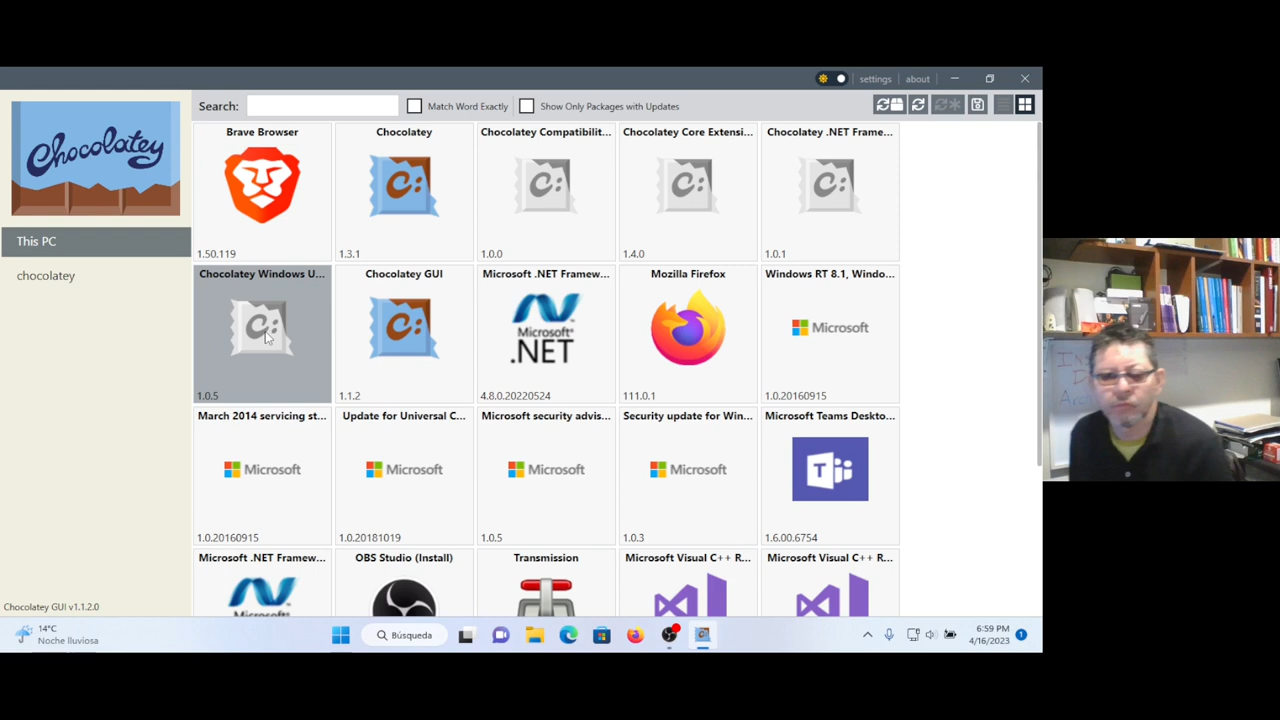 settings
about
Search:
Match Word Exactly
Show Only Packages with Updates
Chocolatey
This PC
chocolatey
Chocolatey GUI v1.1.2.0
Brave Browser
1.50.119
Chocolatey
1.3.1
Chocolatey Compatibilit...
1.0.0
Chocolatey Core Extensi...
1.4.0
Chocolatey .NET Frame...
1.0.1
Chocolatey Windows U...
1.0.5
Chocolatey GUI
1.1.2
Microsoft .NET Framew...
Microsoft
.NET
4.8.0.20220524
Mozilla Firefox
111.0.1
Windows RT 8.1, Windo...
Microsoft
1.0.20160915
March 2014 servicing st...
Microsoft
1.0.20160915
Update for Universal C...
Microsoft
1.0.20181019
Microsoft security advis...
Microsoft
1.0.5
Security update for Win...
Microsoft
1.0.3
Microsoft Teams Deskto...
1.6.00.6754
Microsoft .NET Framew...
OBS Studio (Install)
Transmission
Microsoft Visual C++ R...
Microsoft Visual C++ R...
14°C
Noche lluviosa
Búsqueda
6:59 PM
4/16/2023
1